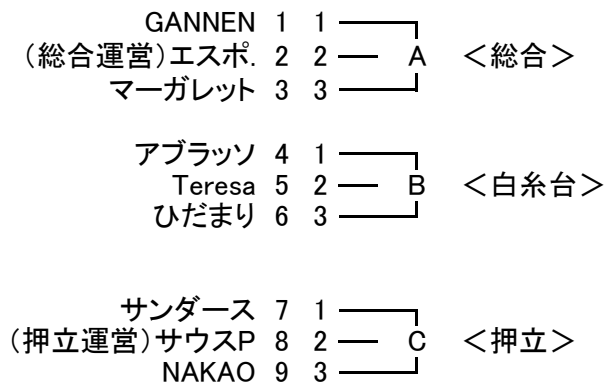 GANNEN 1 1
(総合運営)エスポ. 2 2 A <総合>
マーガレット 3 3
アブラッソ 4 1
Teresa 5 2 B <白糸台>
ひだまり 6 3
サンダース 7 1
(押立運営)サウスP 8 2 C <押立>
NAKAO 9 3